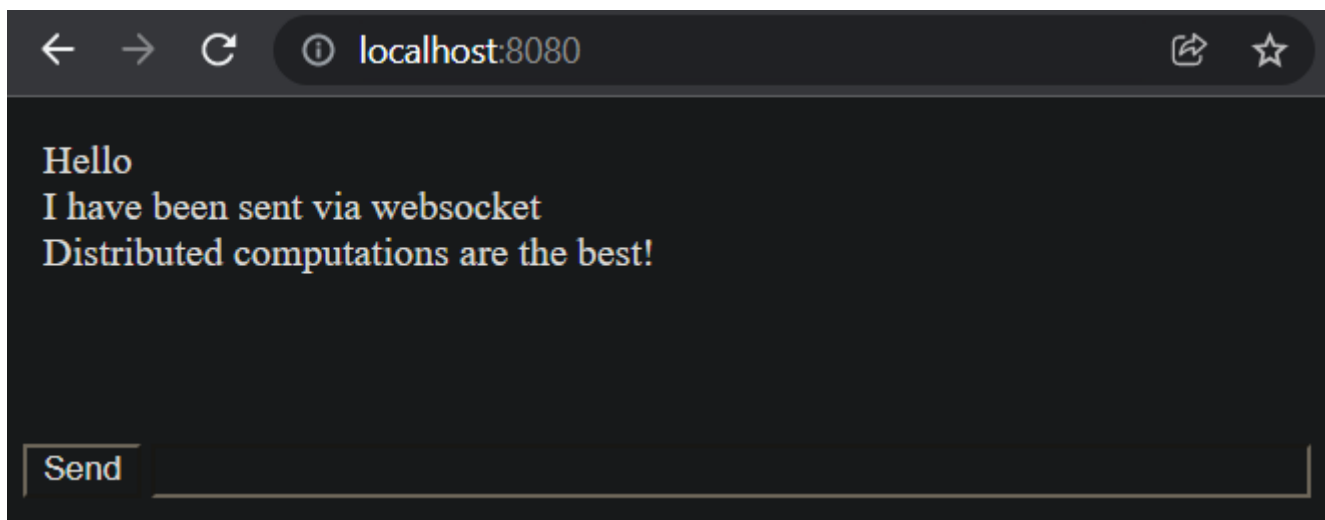 localhost:8080
Hello
I have been sent via websocket
Distributed computations are the best!
Send